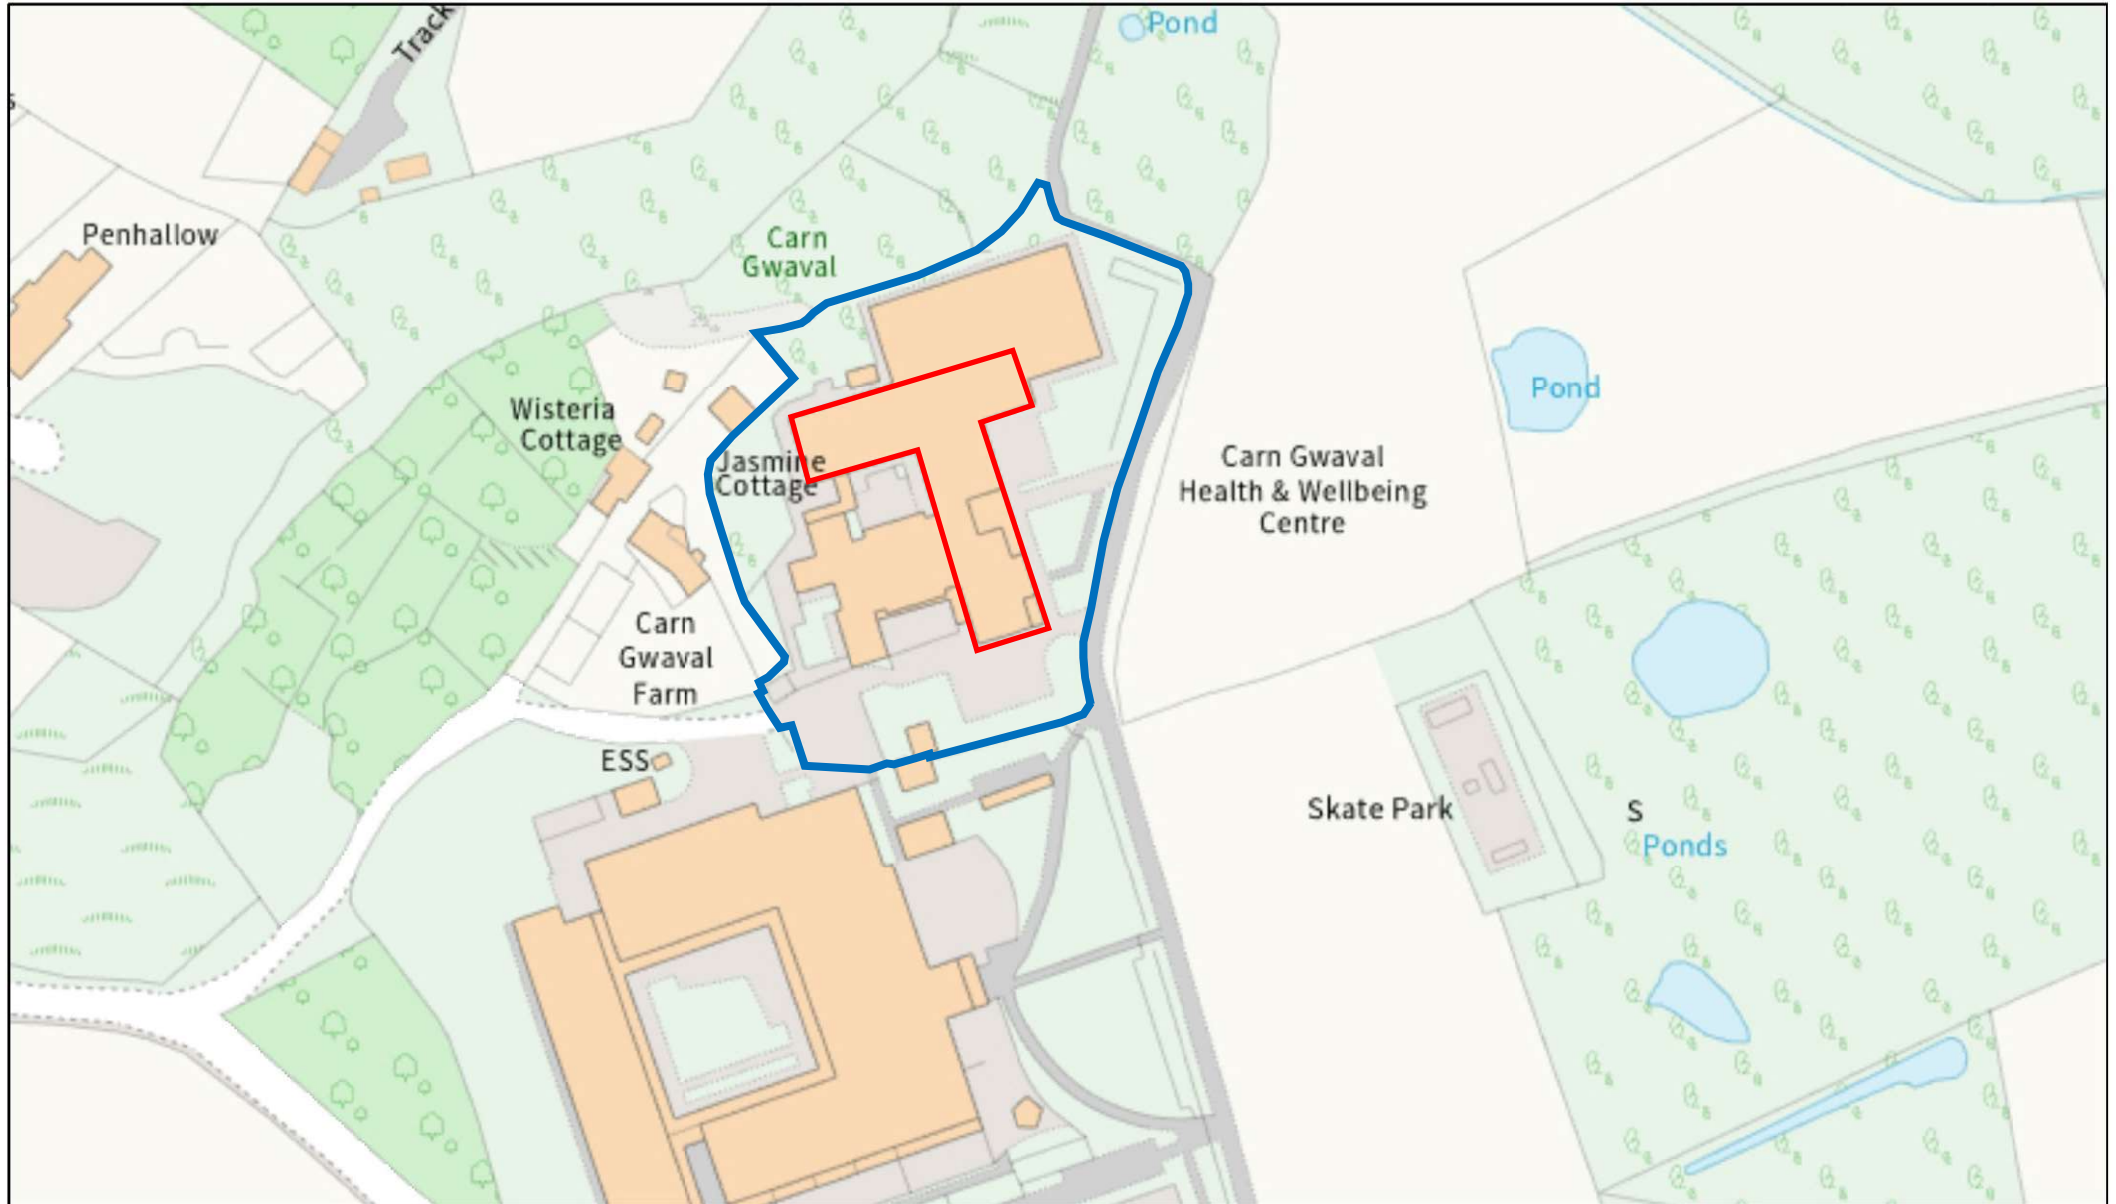 Track
Pond
Penhallow
Carn
Gwaval
Pond
Wisteria
Cottage
Jasmine
Cottage
Carn Gwaval
Health & Wellbeing
Centre
Carn
Gwaval
Farm
ESS
Skate Park
S
Ponds